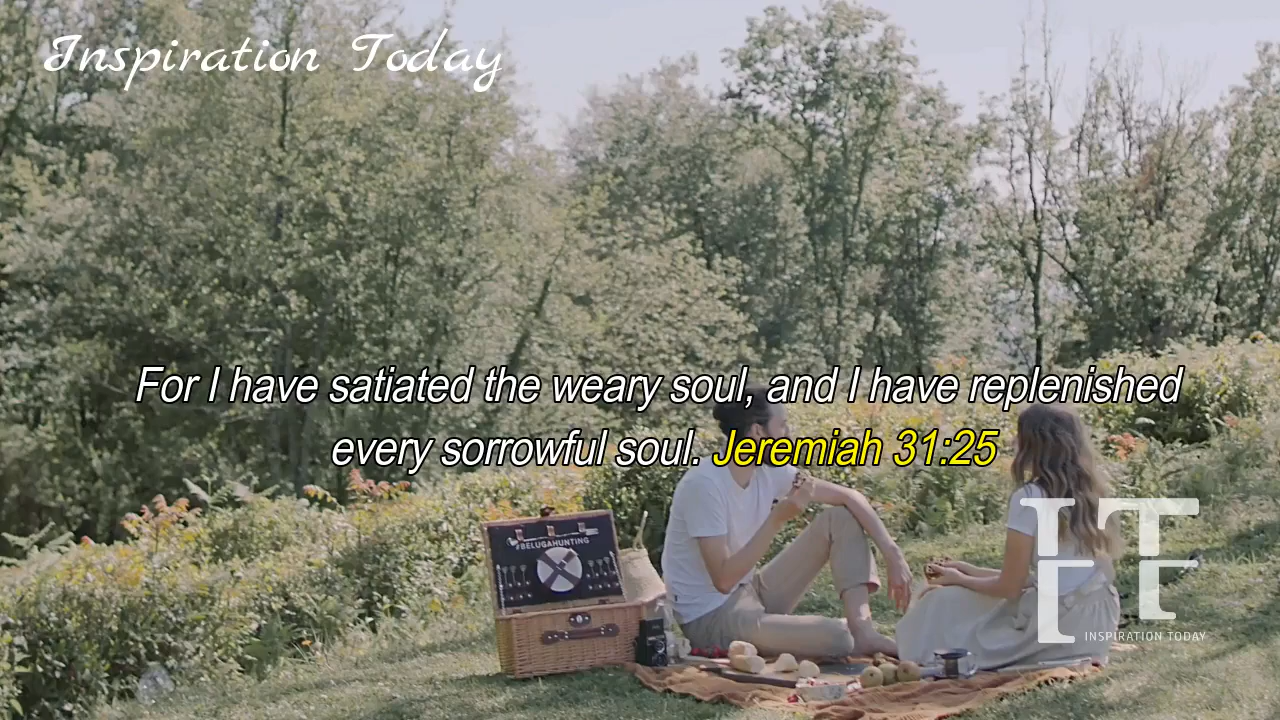 Inspiration Today
For I have satiated the weary soul, and I have replenished
every sorrowful soul. Jeremiah 31:25
#BELUGAHUNTING
IT
INSPIRATION TODAY